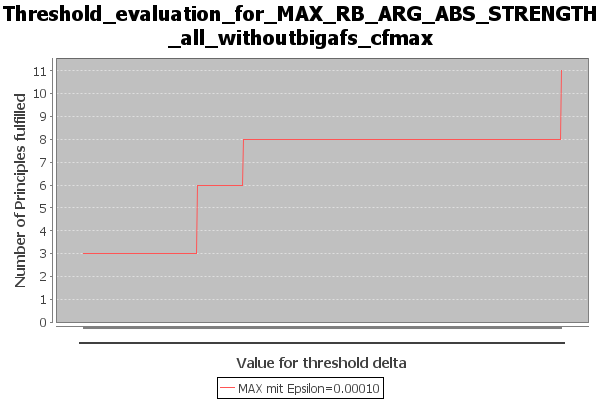 Threshold_evaluation_for_MAX_RB_ARG_ABS_STRENGTH
_all_withoutbigafs_cfmax
Number of Principles fulfilled
11
10
9
8
7
6
5
4
3
2
1
0
Value for threshold delta
MAX mit Epsilon=0.00010